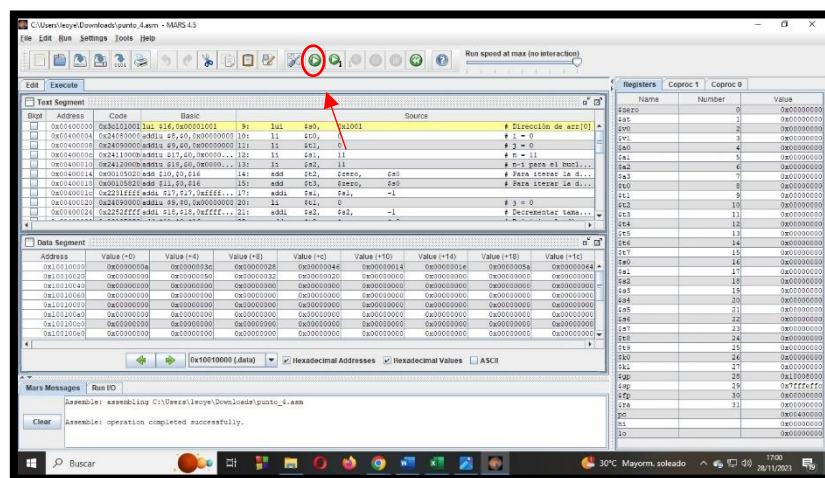 C:\Users\leoye\Downloads\punto_4.asm - MARS 4.5
File Edit Run Settings Tools Help
Run speed at max (no interaction)
Edit Execute
Text Segment
Bkpt Address Code Basic Source
0x00400000 0x3c101001 lui $16,0x00001001 9: lui $s0, 0x1001 # Dirección de arr[0]
0x00400004 0x24080000 addiu $8,$0,0x00000000 10: li $t0, 0 # i = 0
0x00400008 0x24090000 addiu $9,$0,0x00000000 11: li $t1, 0 # j = 0
0x0040000c 0x2411000b addiu $17,$0,0x0000... 12: li $s1, 11 # n = 11
0x00400010 0x2412000b addiu $18,$0,0x0000... 13: li $s2, 11 # n-i para el bucl...
0x00400014 0x00105020 add $10,$0,$16 14: add $t2, $zero, $s0 # Para iterar la d...
0x00400018 0x00105820 add $11,$0,$16 15: add $t3, $zero, $s0 # Para iterar la d...
0x0040001c 0x2231ffff addi $17,$17,0xffff... 17: addi $s1, $s1, -1
0x00400020 0x24090000 addiu $9,$0,0x00000000 20: li $t1, 0 # j = 0
0x00400024 0x2252ffff addi $18,$18,0xffff... 21: addi $s2, $s2, -1 # Decrementar tama...
Data Segment
Address Value (+0) Value (+4) Value (+8) Value (+c) Value (+10) Value (+14) Value (+18) Value (+1c)
0x10010000 0x0000000a 0x0000003c 0x00000028 0x00000046 0x00000014 0x0000001e 0x0000005a 0x00000064
0x10010020 0x00000000 0x00000050 0x00000032 0x00000020 0x00000000 0x00000000 0x00000000 0x00000000
0x10010040 0x00000000 0x00000000 0x00000000 0x00000000 0x00000000 0x00000000 0x00000000 0x00000000
0x10010060 0x00000000 0x00000000 0x00000000 0x00000000 0x00000000 0x00000000 0x00000000 0x00000000
0x10010080 0x00000000 0x00000000 0x00000000 0x00000000 0x00000000 0x00000000 0x00000000 0x00000000
0x100100a0 0x00000000 0x00000000 0x00000000 0x00000000 0x00000000 0x00000000 0x00000000 0x00000000
0x100100c0 0x00000000 0x00000000 0x00000000 0x00000000 0x00000000 0x00000000 0x00000000 0x00000000
0x100100e0 0x00000000 0x00000000 0x00000000 0x00000000 0x00000000 0x00000000 0x00000000 0x00000000
0x10010000 (.data) Hexadecimal Addresses Hexadecimal Values ASCII
Mars Messages Run I/O
Assemble: assembling C:\Users\leoye\Downloads\punto_4.asm
Assemble: operation completed successfully.
Clear
Registers Coproc 1 Coproc 0
Name Number Value
$zero 0 0x00000000
$at 1 0x00000000
$v0 2 0x00000000
$v1 3 0x00000000
$a0 4 0x00000000
$a1 5 0x00000000
$a2 6 0x00000000
$a3 7 0x00000000
$t0 8 0x00000000
$t1 9 0x00000000
$t2 10 0x00000000
$t3 11 0x00000000
$t4 12 0x00000000
$t5 13 0x00000000
$t6 14 0x00000000
$t7 15 0x00000000
$s0 16 0x00000000
$s1 17 0x00000000
$s2 18 0x00000000
$s3 19 0x00000000
$s4 20 0x00000000
$s5 21 0x00000000
$s6 22 0x00000000
$s7 23 0x00000000
$t8 24 0x00000000
$t9 25 0x00000000
$k0 26 0x00000000
$k1 27 0x00000000
$gp 28 0x10008000
$sp 29 0x7fffeffc
$fp 30 0x00000000
$ra 31 0x00000000
pc 0x00400000
hi 0x00000000
lo 0x00000000
Buscar
30°C Mayorm. soleado
17:00
28/11/2023